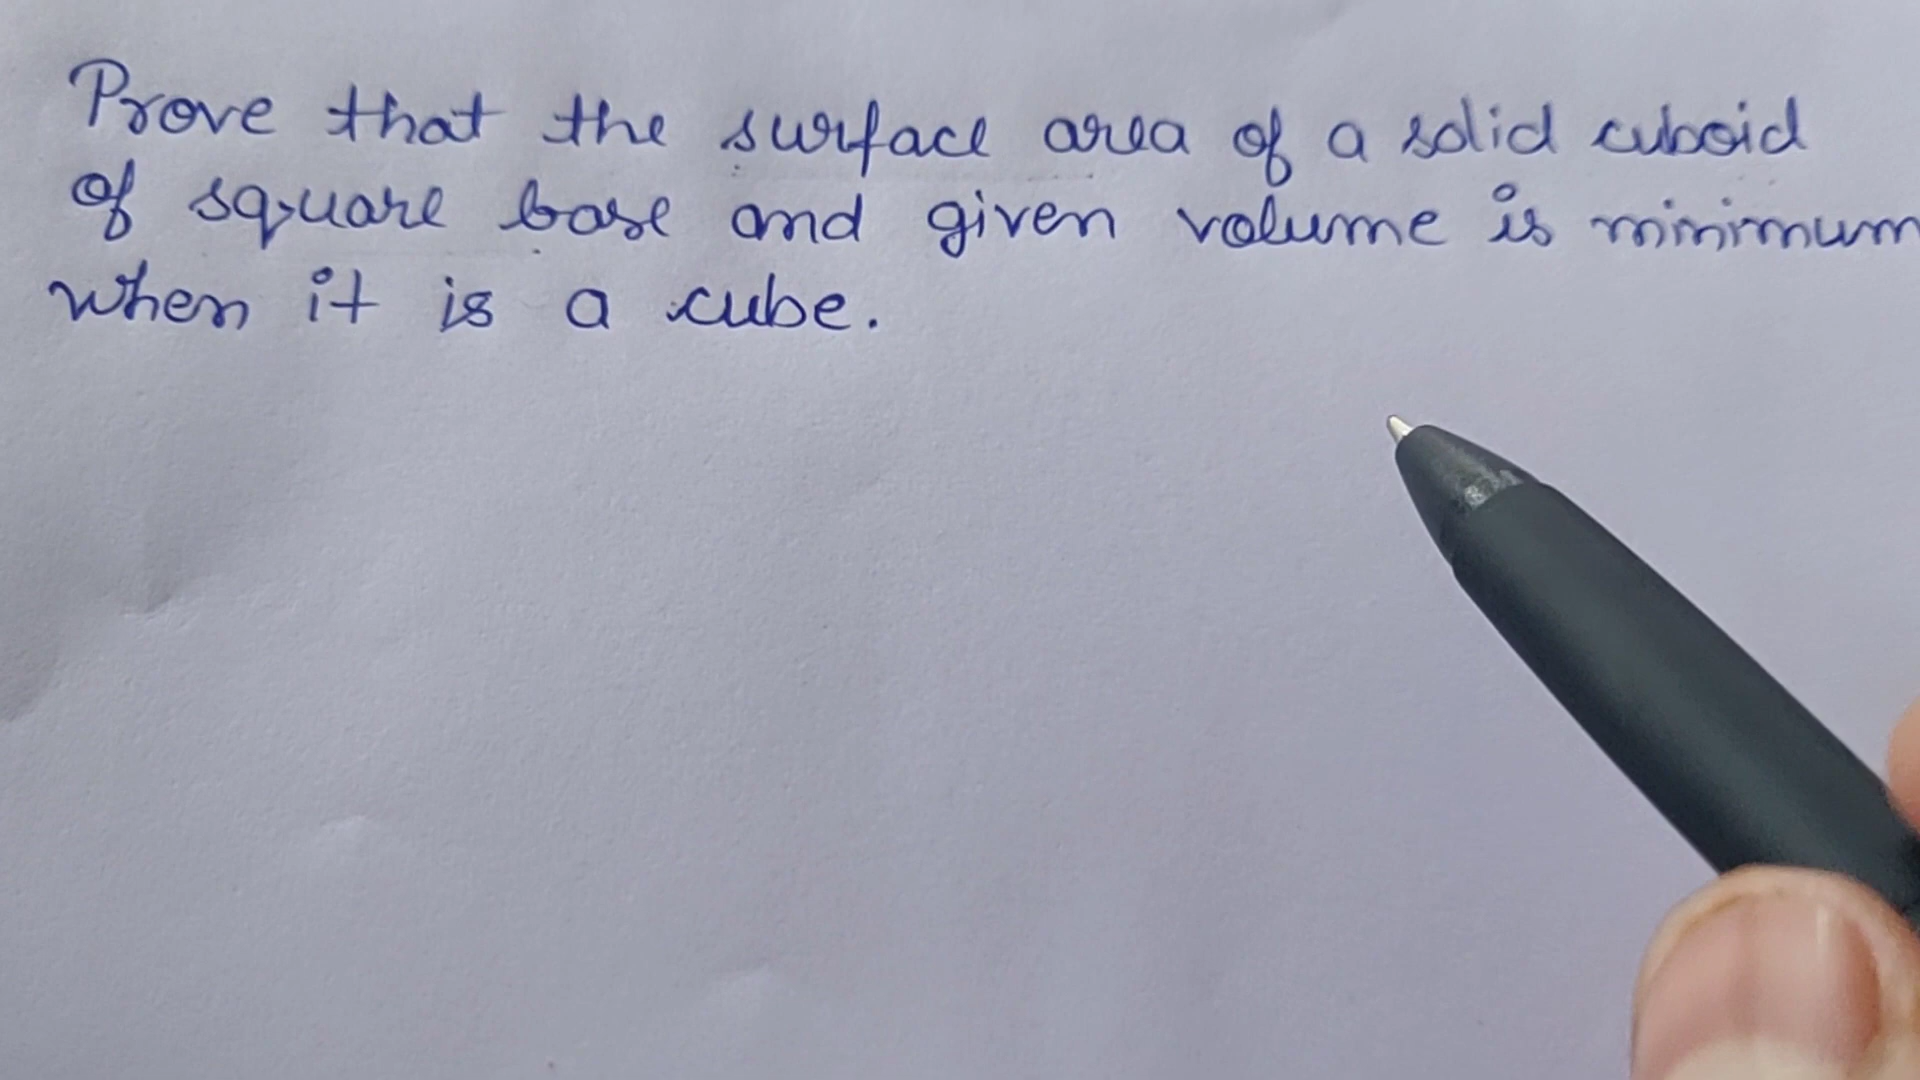 Prove that the surface area of a solid cuboid
of square base and given volume is minimum
when it is a cube.